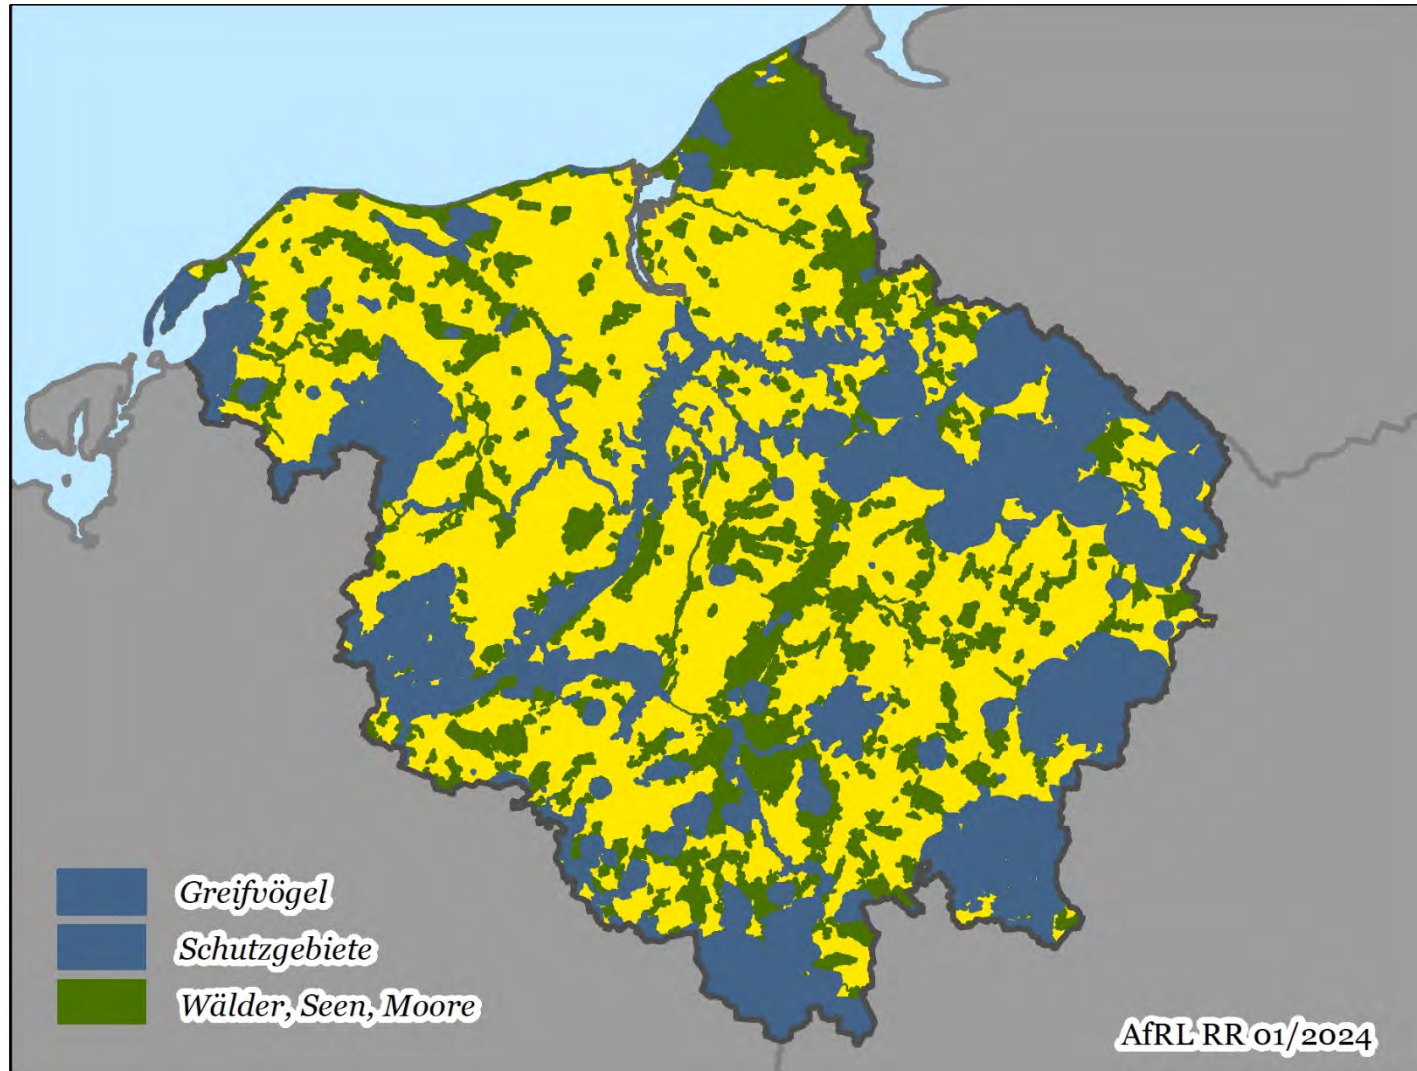 Greifvögel
Schutzgebiete
Wälder, Seen, Moore
AfRL RR 01/2024